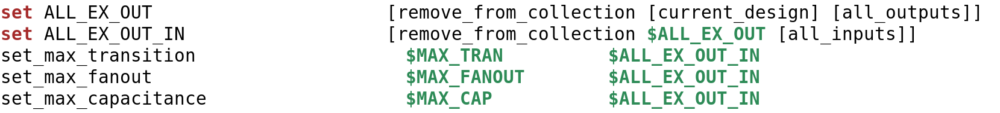 set ALL_EX_OUT [remove_from_collection [current_design] [all_outputs]]
set ALL_EX_OUT_IN [remove_from_collection $ALL_EX_OUT [all_inputs]]
set_max_transition $MAX_TRAN $ALL_EX_OUT_IN
set_max_fanout $MAX_FANOUT $ALL_EX_OUT_IN
set_max_capacitance $MAX_CAP $ALL_EX_OUT_IN